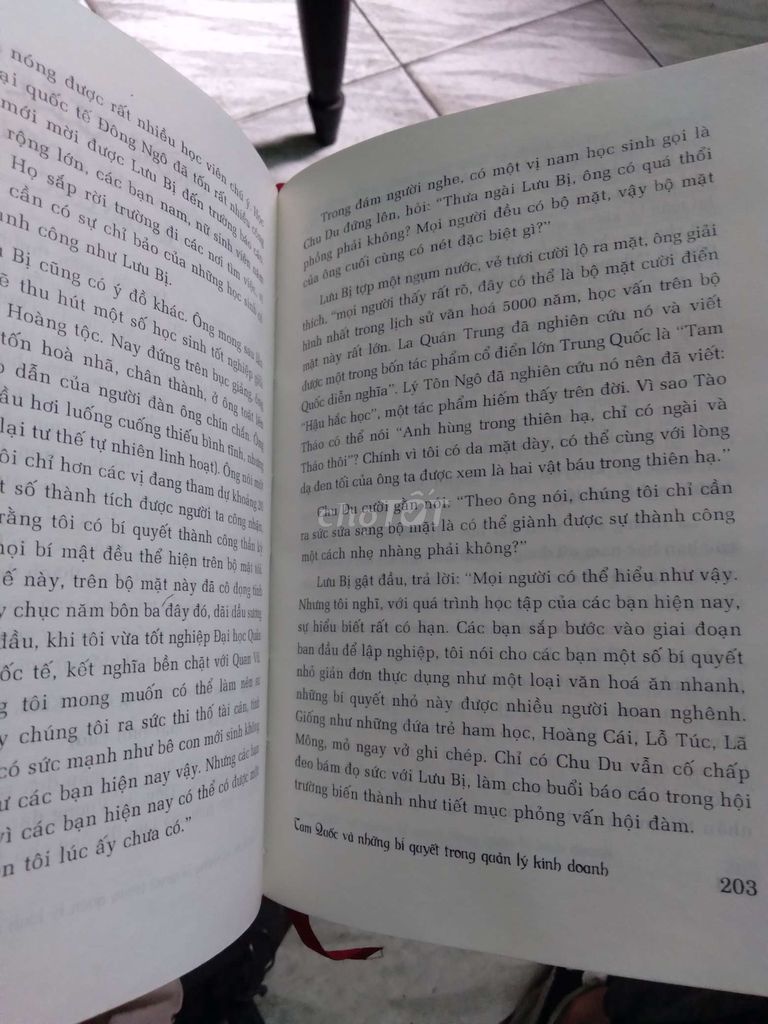 nóng được rất nhiều học viên chú ý.
ại quốc tế Đông Ngô đã tốn rất nhiều công
mới mời được Lưu Bị đến trường báo cáo
rộng lớn, các bạn nam, nữ sinh viên năm
Họ sắp rời trường đi các nơi tìm việc,
cần có sự chỉ bảo của những học sinh cũ
ành công như Lưu Bị.
u Bị cũng có ý đồ khác. Ông mong sau lần
ẽ thu hút một số học sinh tốt nghiệp giỏi
Hoàng tộc. Nay đứng trên bục giảng, ông
tốn hoà nhã, chân thành, ở ông toát lên
p dẫn của người đàn ông chín chắn. Ông
ầu hơi luống cuống thiếu bình tĩnh, nhưng
lại tư thế tự nhiên linh hoạt). Ông nói một
ôi chỉ hơn các vị đang tham dự khoảng 20
t số thành tích được người ta công nhận,
rằng tôi có bí quyết thành công thần kỳ
mọi bí mật đều thể hiện trên bộ mặt tôi.
ế này, trên bộ mặt này đã cô đọng tình
y chục năm bôn ba đây đó, dãi dầu sương
đầu, khi tôi vừa tốt nghiệp Đại học Quân
ốc tế, kết nghĩa bền chặt với Quan Vũ
g tôi mong muốn có thể làm nên sự
y chúng tôi ra sức thi thố tài cán, tinh
có sức mạnh như bê con mới sinh không
ư các bạn hiện nay vậy. Nhưng các bạn
vì các bạn hiện nay có thể có được một
n tôi lúc ấy chưa có.”
Trong đám người nghe, có một vị nam học sinh gọi là
Chu Du đứng lên, hỏi: “Thưa ngài Lưu Bị, ông có quá thổi
phồng phải không? Mọi người đều có bộ mặt, vậy bộ mặt
của ông cuối cùng có nét đặc biệt gì?”
Lưu Bị tợp một ngụm nước, vẻ tươi cười lộ ra mặt, ông giải
thích, “mọi người thấy rất rõ, đây có thể là bộ mặt cười điển
hình nhất trong lịch sử văn hoá 5000 năm, học vấn trên bộ
mặt này rất lớn. La Quán Trung đã nghiên cứu nó và viết
được một trong bốn tác phẩm cổ điển lớn Trung Quốc là “Tam
Quốc diễn nghĩa”. Lý Tôn Ngô đã nghiên cứu nó nên đã viết:
“Hậu hắc học”, một tác phẩm hiếm thấy trên đời. Vì sao Tào
Tháo có thể nói “Anh hùng trong thiên hạ, chỉ có ngài và
Tháo thôi”? Chính vì tôi có da mặt dày, có thể cùng với lòng
dạ đen tối của ông ta được xem là hai vật báu trong thiên hạ.”
Chu Du cười gằn nói: “Theo ông nói, chúng tôi chỉ cần
ra sức sửa sang bộ mặt là có thể giành được sự thành công
một cách nhẹ nhàng phải không?”
Lưu Bị gật đầu, trả lời: “Mọi người có thể hiểu như vậy.
Nhưng tôi nghĩ, với quá trình học tập của các bạn hiện nay,
sự hiểu biết rất có hạn. Các bạn sắp bước vào giai đoạn
ban đầu để lập nghiệp, tôi nói cho các bạn một số bí quyết
nhỏ giản đơn thực dụng như một loại văn hoá ăn nhanh,
những bí quyết nhỏ này được nhiều người hoan nghênh.
Giống như những đứa trẻ ham học, Hoàng Cái, Lỗ Túc, Lã
Mông, mỏ ngay vở ghi chép. Chỉ có Chu Du vẫn cố chấp
đeo bám đọ sức với Lưu Bị, làm cho buổi báo cáo trong hội
trường biến thành như tiết mục phỏng vấn hội đàm.
Tam Quốc và những bí quyết trong quản lý kinh doanh
203
chợTỐT